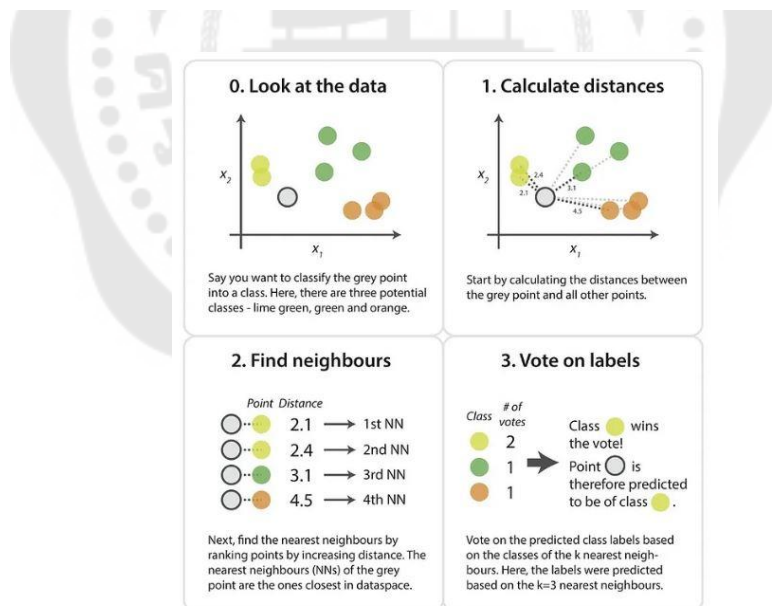 0. Look at the data
x2
x1
Say you want to classify the grey point
into a class. Here, there are three potential
classes - lime green, green and orange.
1. Calculate distances
x2
2.4
2.1
3.1
4.5
x1
Start by calculating the distances between
the grey point and all other points.
2. Find neighbours
Point Distance
2.1 → 1st NN
2.4 → 2nd NN
3.1 → 3rd NN
4.5 → 4th NN
Next, find the nearest neighbours by
ranking points by increasing distance. The
nearest neighbours (NNs) of the grey
point are the ones closest in dataspace.
3. Vote on labels
Class # of
votes
2
1
1
Class wins
the vote!
Point is
therefore predicted
to be of class .
Vote on the predicted class labels based
on the classes of the k nearest neigh-
bours. Here, the labels were predicted
based on the k=3 nearest neighbours.